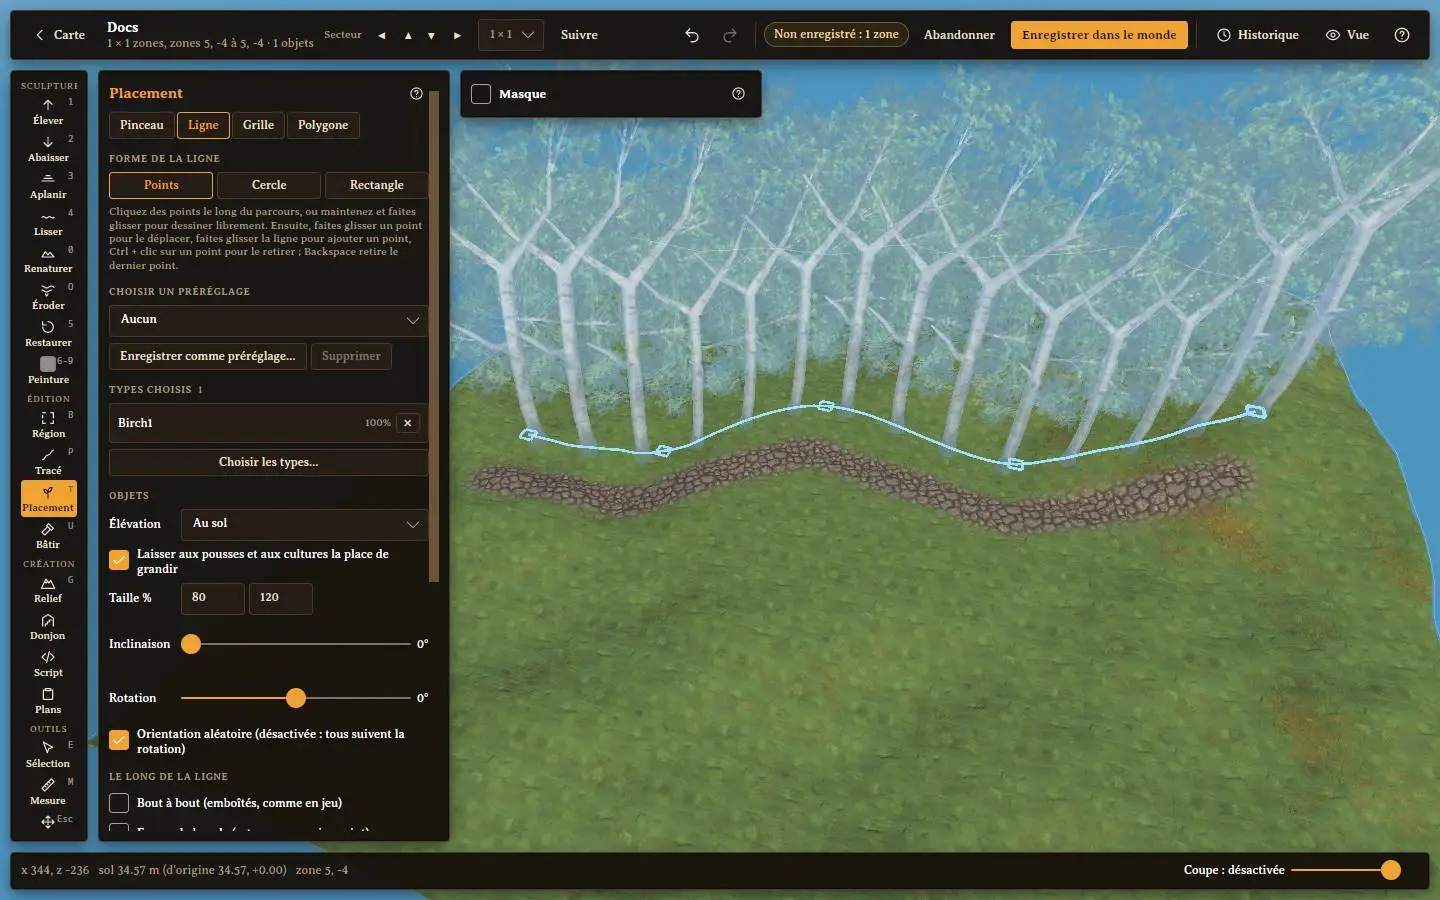 Carte
Docs
1 × 1 zones, zones 5, -4 à 5, -4 · 1 objets
Secteur
1 × 1
Suivre
Non enregistré : 1 zone
Abandonner
Enregistrer dans le monde
Historique
Vue
SCULPTURE
1
Élever
2
Abaisser
3
Aplanir
4
Lisser
0
Renaturer
O
Éroder
5
Restaurer
6-9
Peinture
ÉDITION
B
Région
P
Tracé
T
Placement
U
Bâtir
CRÉATION
G
Relief
Donjon
Script
Plans
OUTILS
E
Sélection
M
Mesure
Esc
Placement
Pinceau
Ligne
Grille
Polygone
FORME DE LA LIGNE
Points
Cercle
Rectangle
Cliquez des points le long du parcours, ou maintenez et faites
glisser pour dessiner librement. Ensuite, faites glisser un point
pour le déplacer, faites glisser la ligne pour ajouter un point,
Ctrl + clic sur un point pour le retirer ; Backspace retire le
dernier point.
CHOISIR UN PRÉRÉGLAGE
Aucun
Enregistrer comme préréglage...
Supprimer
TYPES CHOISIS 1
Birch1
100%
Choisir les types...
OBJETS
Élévation
Au sol
Laisser aux pousses et aux cultures la place de
grandir
Taille %
80
120
Inclinaison
0°
Rotation
0°
Orientation aléatoire (désactivée : tous suivent la
rotation)
LE LONG DE LA LIGNE
Bout à bout (emboîtés, comme en jeu)
Masque
x 344, z -236 sol 34.57 m (d'origine 34.57, +0.00) zone 5, -4
Coupe : désactivée